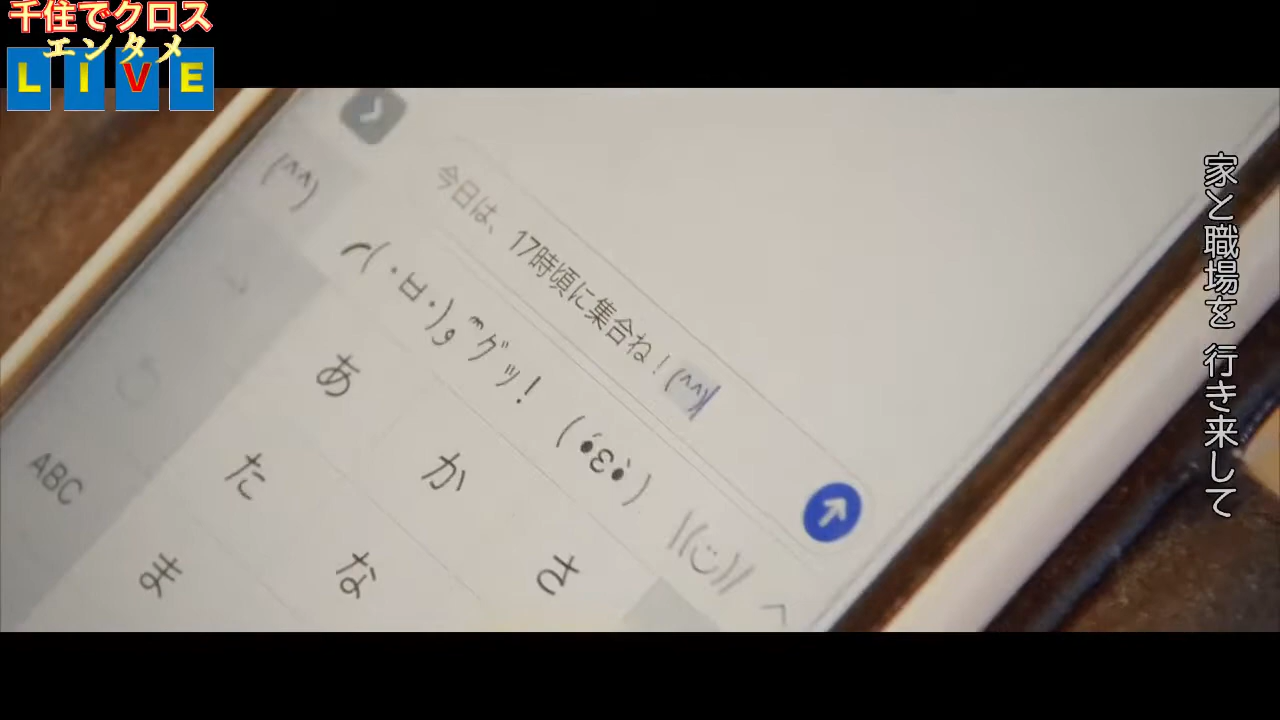 千住でクロス
エンタメ
LIVE
家と職場を 行き来して
今日は、17時頃に集合ね！(^^)
(^^)
グッ！
あ
か
さ
ABC
た
な
ま